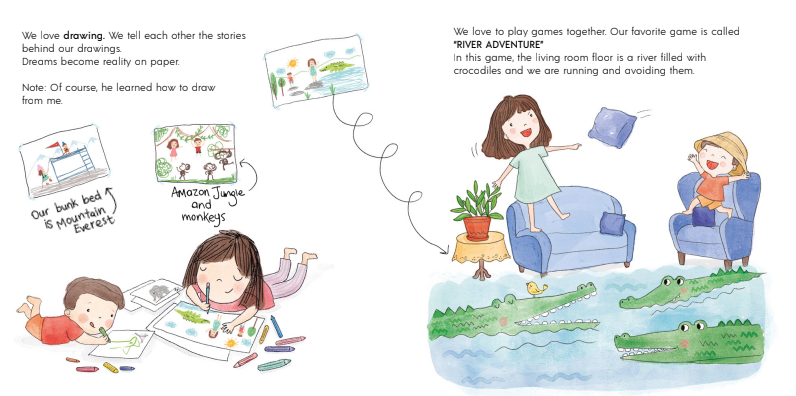 We love drawing. We tell each other the stories
behind our drawings.
Dreams become reality on paper.
Note: Of course, he learned how to draw
from me.
Our bunk bed
is Mountain
Everest
Amazon Jungle
and
monkeys
We love to play games together. Our favorite game is called
"RIVER ADVENTURE"
In this game, the living room floor is a river filled with
crocodiles and we are running and avoiding them.